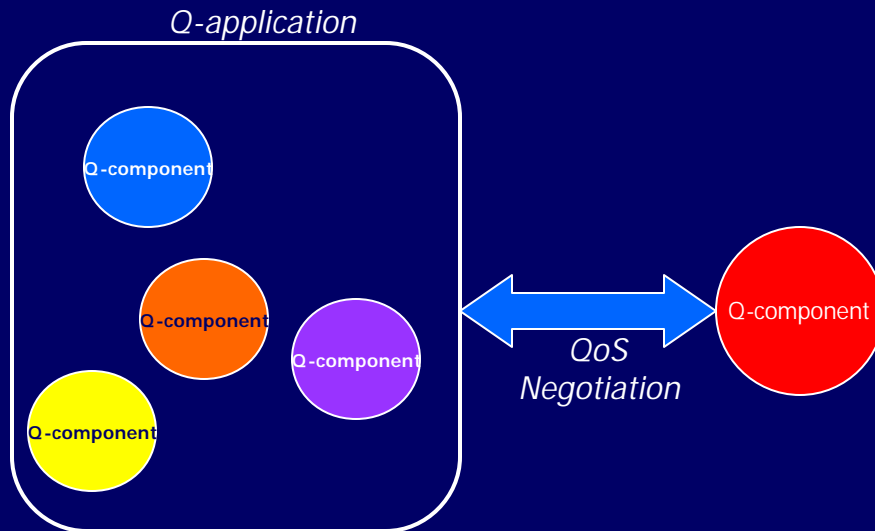 Q-application
Q-component
Q-component
Q-component
Q-component
Q-component
QoS
Negotiation